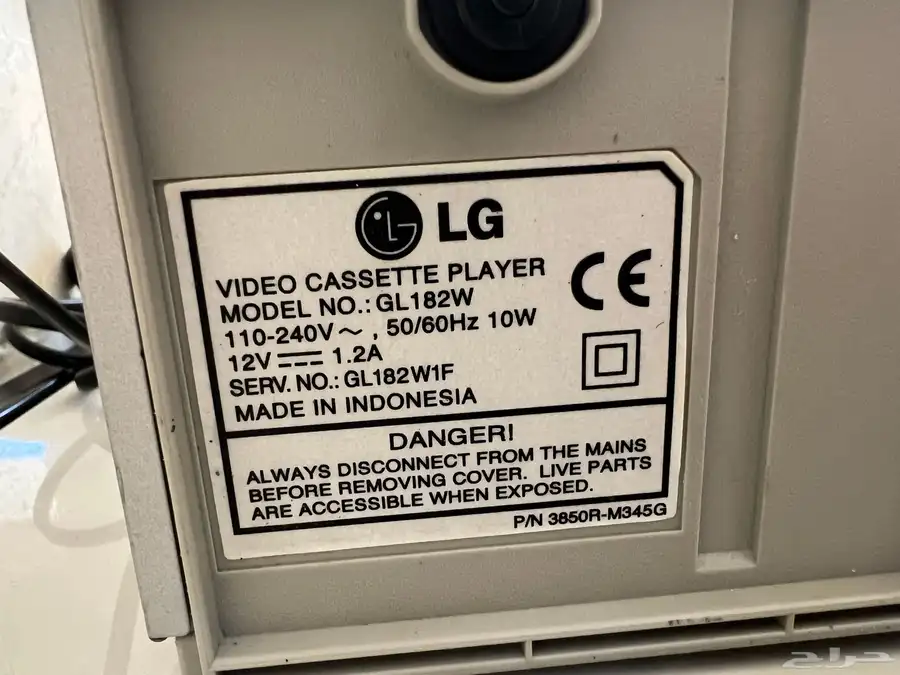 LG
VIDEO CASSETTE PLAYER
MODEL NO.: GL182W
110-240V～ , 50/60Hz 10W
12V⎓ 1.2A
SERV. NO.: GL182W1F
MADE IN INDONESIA
CE
DANGER!
ALWAYS DISCONNECT FROM THE MAINS
BEFORE REMOVING COVER. LIVE PARTS
ARE ACCESSIBLE WHEN EXPOSED.
P/N 3850R-M345G
حراج